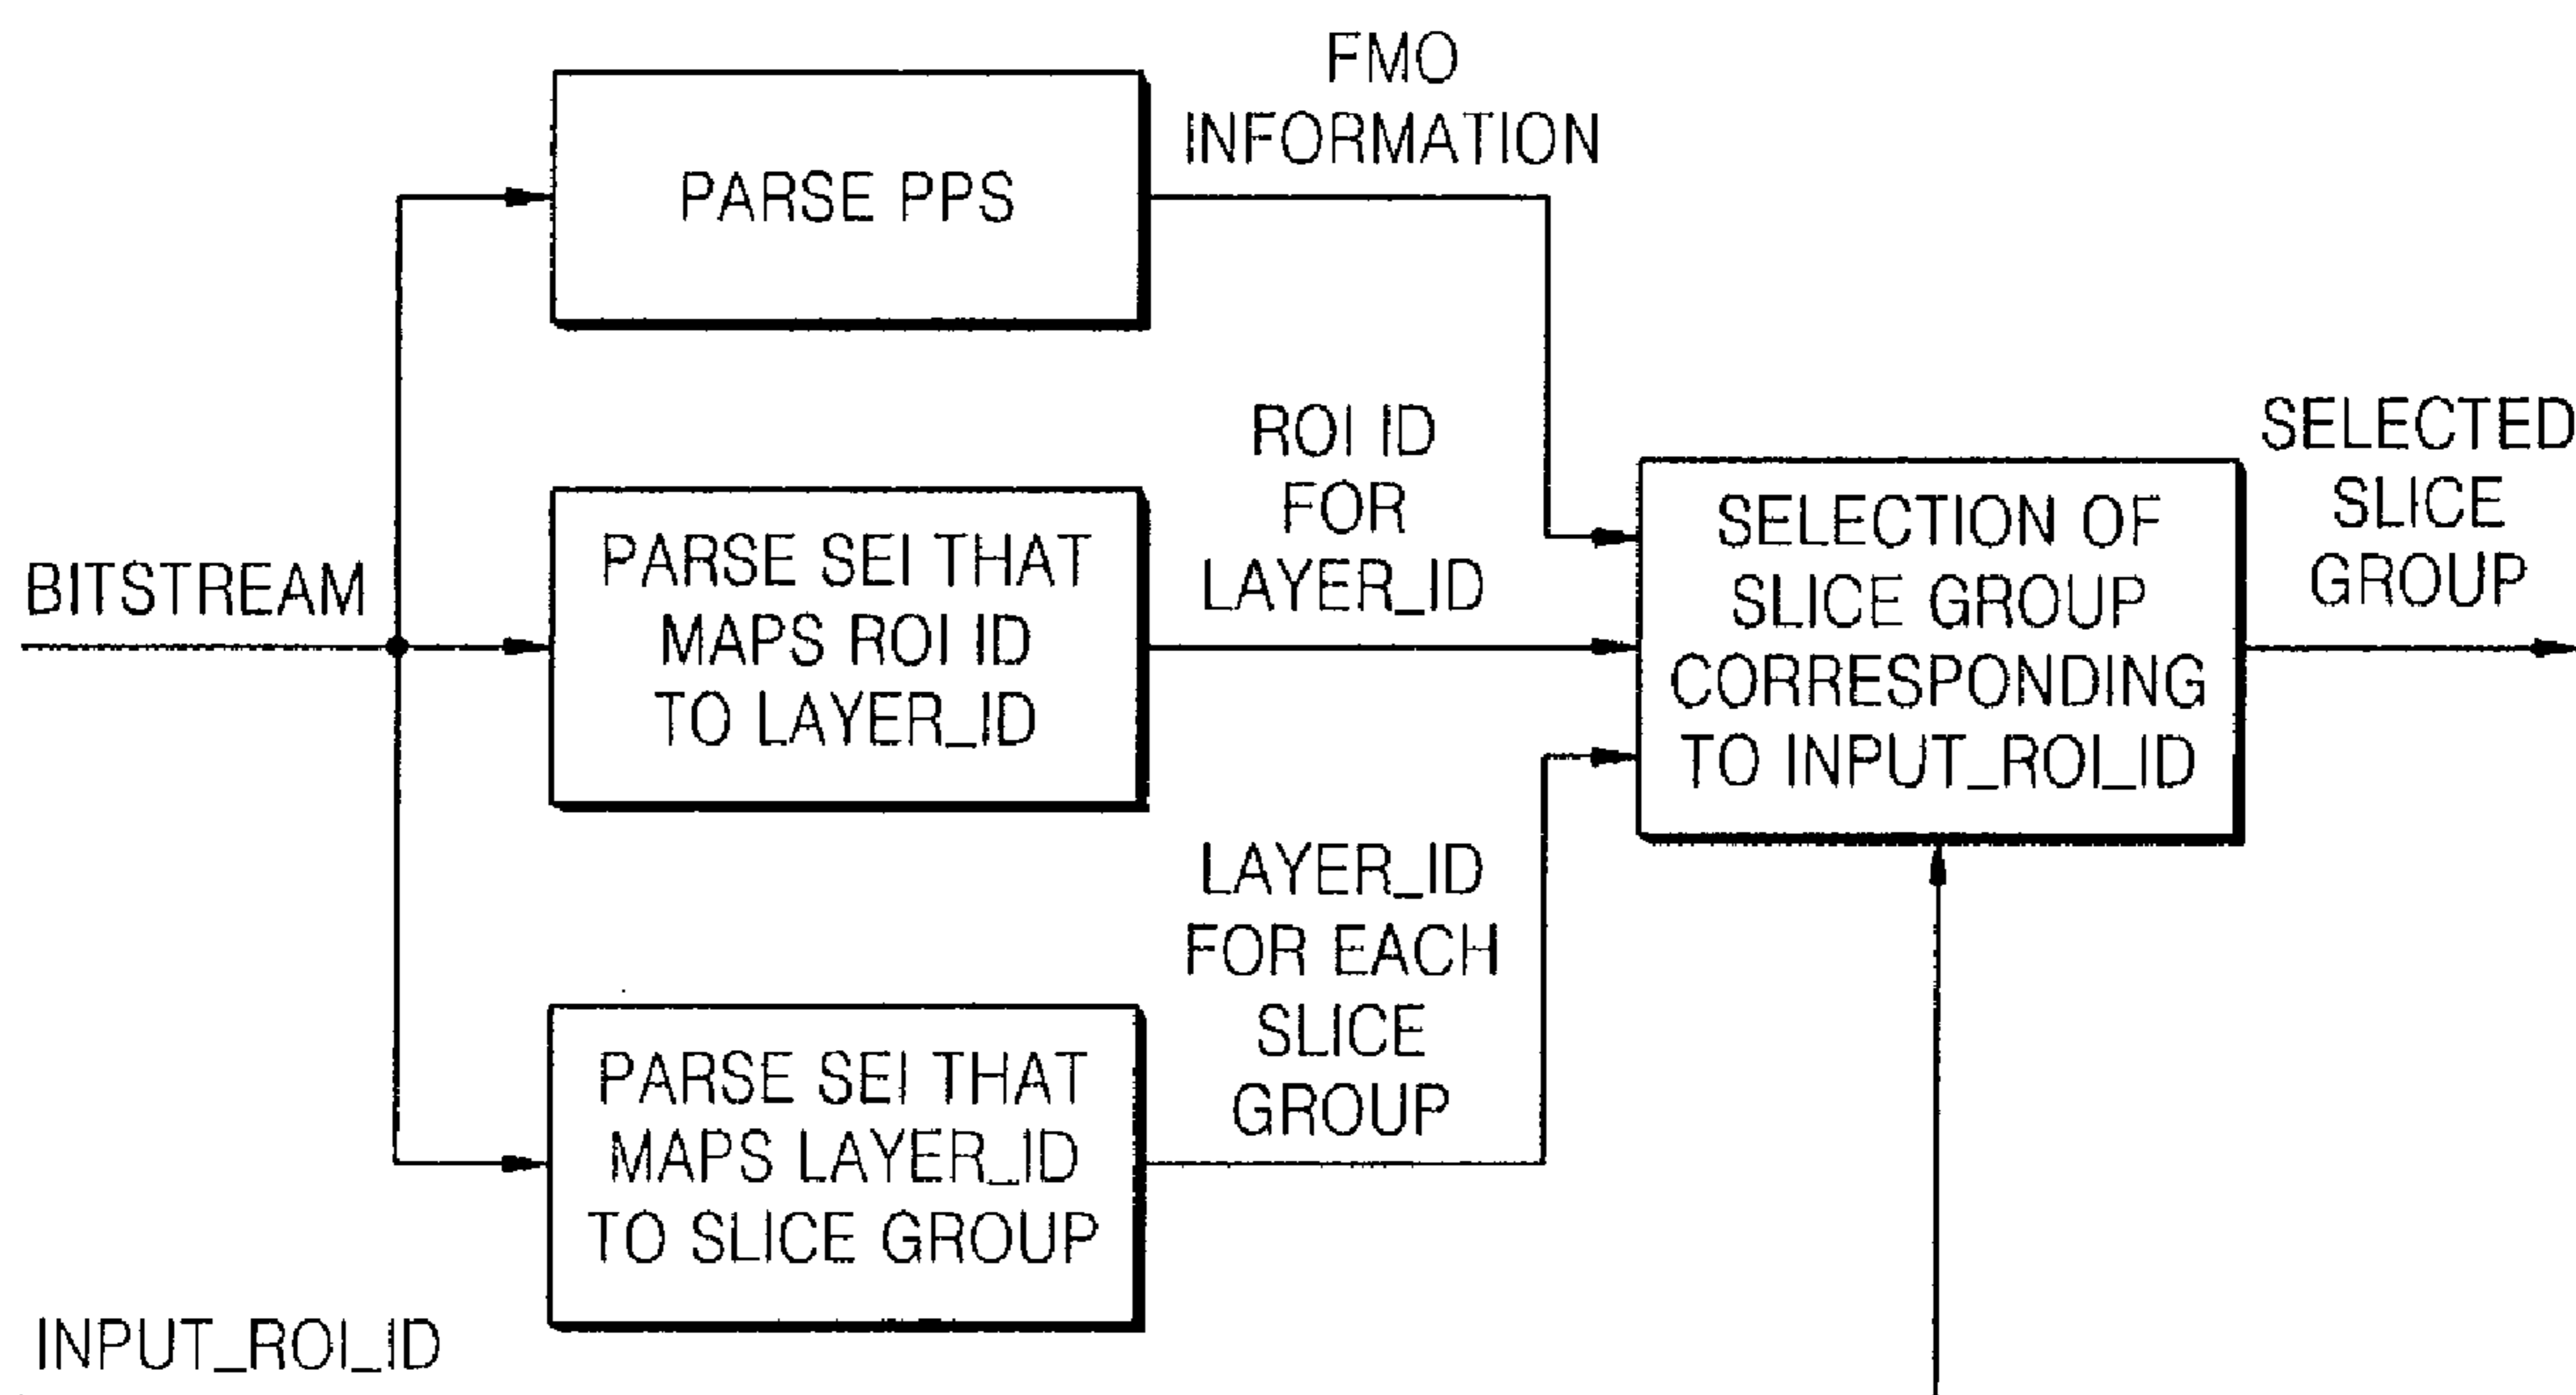 FMO
INFORMATION
PARSE PPS
ROI ID
FOR
LAYER_ID
SELECTED
SLICE
GROUP
BITSTREAM
PARSE SEI THAT
MAPS ROI ID
TO LAYER_ID
SELECTION OF
SLICE GROUP
CORRESPONDING
TO INPUT_ROI_ID
LAYER_ID
FOR EACH
SLICE
GROUP
PARSE SEI THAT
MAPS LAYER_ID
TO SLICE GROUP
INPUT_ROI_ID